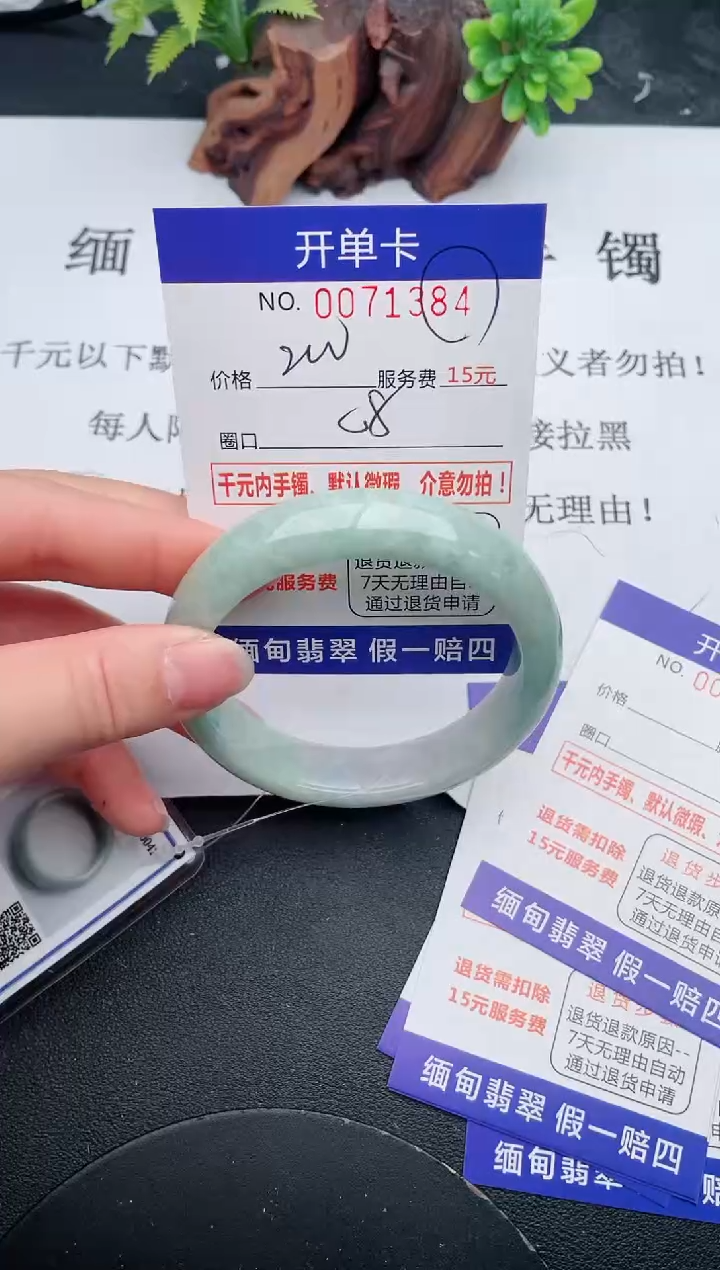 开单卡
NO. 0071384
价格 200 服务费 15元
圈口 58
千元内手镯、默认微瑕 介意勿拍！
服务费
退货退款
7天无理由自
通过退货申请
缅甸翡翠 假一赔四
缅 镯
千元以下 义者勿拍！
每人 接拉黑
无理由！
开
NO. 00
价格
圈口
千元内手镯、默认微瑕、
退货需扣除
15元服务费
退货步
退货退款原
7天无理由自
通过退货申
缅甸翡翠 假一赔四
退货需扣除
15元服务费
退货退款原因--
7天无理由自动
通过退货申请
缅甸翡翠 假一赔四
缅甸翡翠